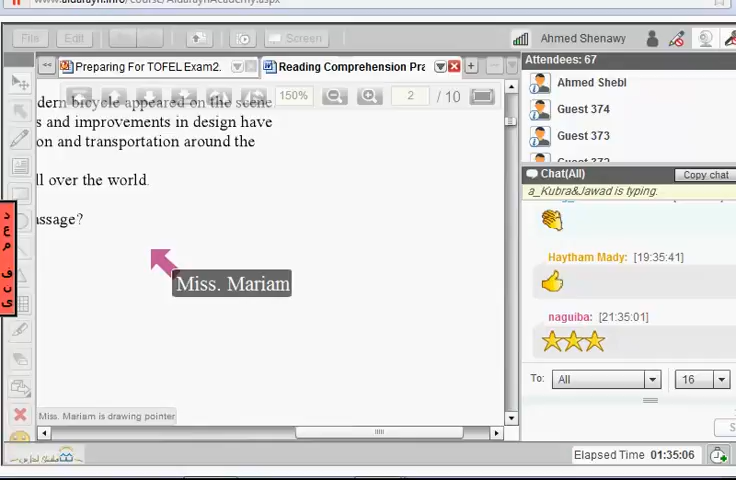 www.aldarayn.info/course/AldaraynAcademy.aspx
File
Edit
Screen
Ahmed Shenawy
Preparing For TOFEL Exam2.
Reading Comprehension Pra
Attendees: 67
Ahmed Shebl
Guest 374
Guest 373
Guest 372
150%
2 / 10
dern bicycle appeared on the scene
s and improvements in design have
on and transportation around the
ll over the world.
assage?
Miss. Mariam
Chat(All)
Copy chat
a_Kubra&Jawad is typing.
Haytham Mady: [19:35:41]
naguiba: [21:35:01]
To:
All
16
Miss. Mariam is drawing pointer
Elapsed Time 01:35:06